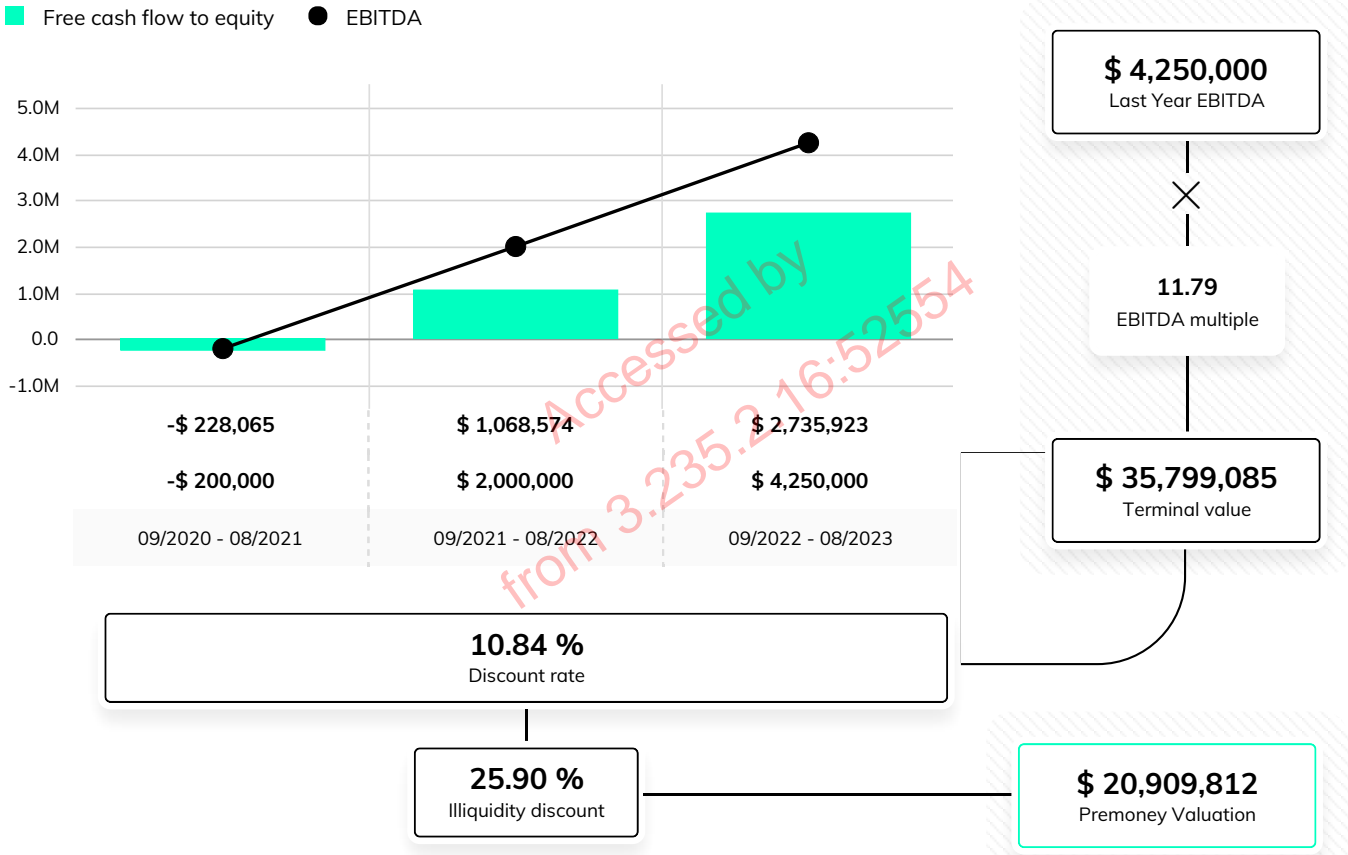 Free cash flow to equity
EBITDA
5.0M
4.0M
3.0M
2.0M
1.0M
0.0
-1.0M
-$ 228,065
$ 1,068,574
$ 2,735,923
-$ 200,000
$ 2,000,000
$ 4,250,000
09/2020 - 08/2021
09/2021 - 08/2022
09/2022 - 08/2023
Accessed by
from 3.235.2.16:52554
$ 4,250,000
Last Year EBITDA
11.79
EBITDA multiple
$ 35,799,085
Terminal value
10.84 %
Discount rate
25.90 %
Illiquidity discount
$ 20,909,812
Premoney Valuation